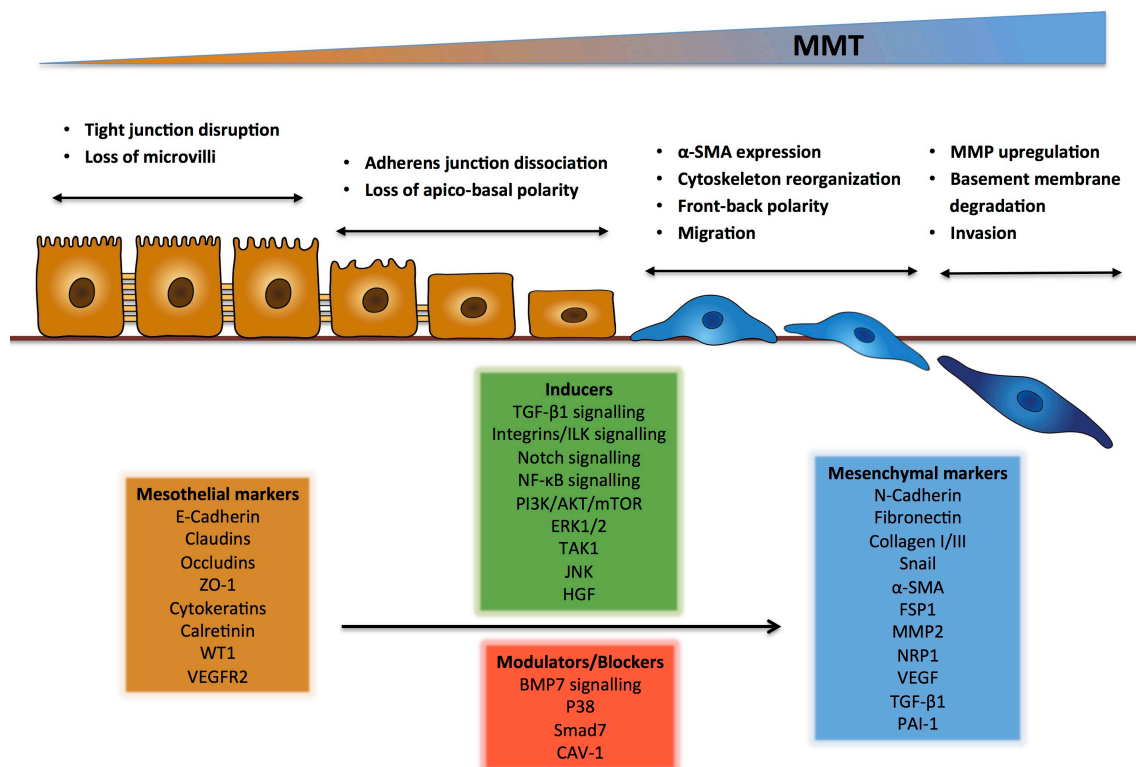 MMT
• Tight junction disruption
• Loss of microvilli
• Adherens junction dissociation
• Loss of apico-basal polarity
• α-SMA expression
• Cytoskeleton reorganization
• Front-back polarity
• Migration
• MMP upregulation
• Basement membrane
degradation
• Invasion
Mesothelial markers
E-Cadherin
Claudins
Occludins
ZO-1
Cytokeratins
Calretinin
WT1
VEGFR2
Inducers
TGF-β1 signalling
Integrins/ILK signalling
Notch signalling
NF-κB signalling
PI3K/AKT/mTOR
ERK1/2
TAK1
JNK
HGF
Modulators/Blockers
BMP7 signalling
P38
Smad7
CAV-1
Mesenchymal markers
N-Cadherin
Fibronectin
Collagen I/III
Snail
α-SMA
FSP1
MMP2
NRP1
VEGF
TGF-β1
PAI-1